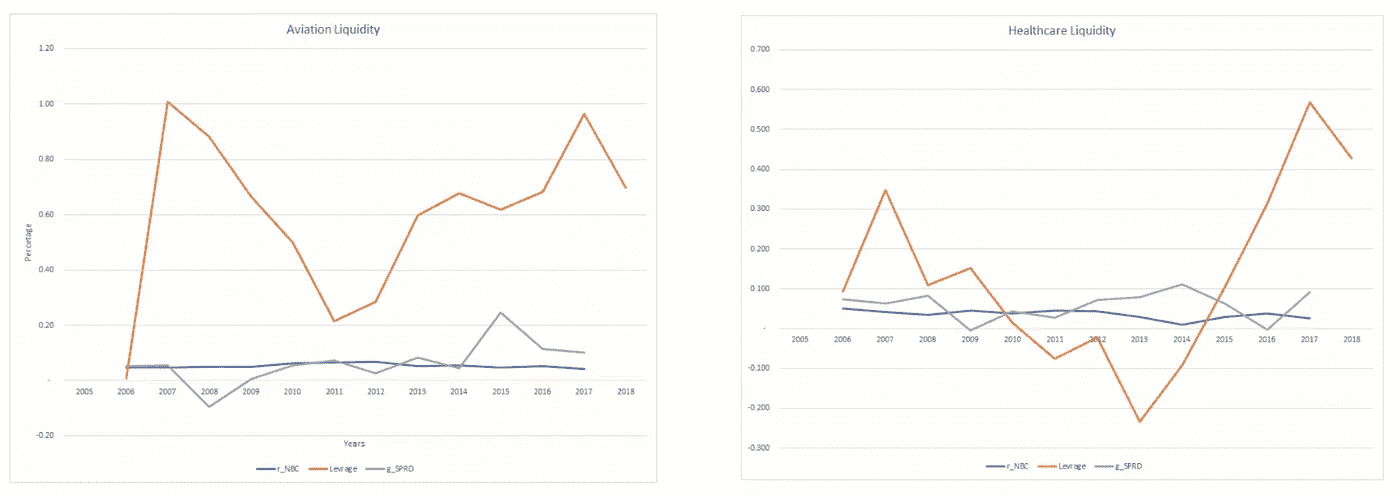 Aviation Liquidity
1.20
1.00
0.80
0.60
0.40
0.20
-
-0.20
Percetage
2005 2006 2007 2008 2009 2010 2011 2012 2013 2014 2015 2016 2017 2018
Years
r_NBC Levrage g_SPRD
Healthcare Liquidity
0.700
0.600
0.500
0.400
0.300
0.200
0.100
-
-0.100
-0.200
-0.300
2005 2006 2007 2008 2009 2010 2011 2012 2013 2014 2015 2016 2017 2018
r_NBC Levrage g_SPRD